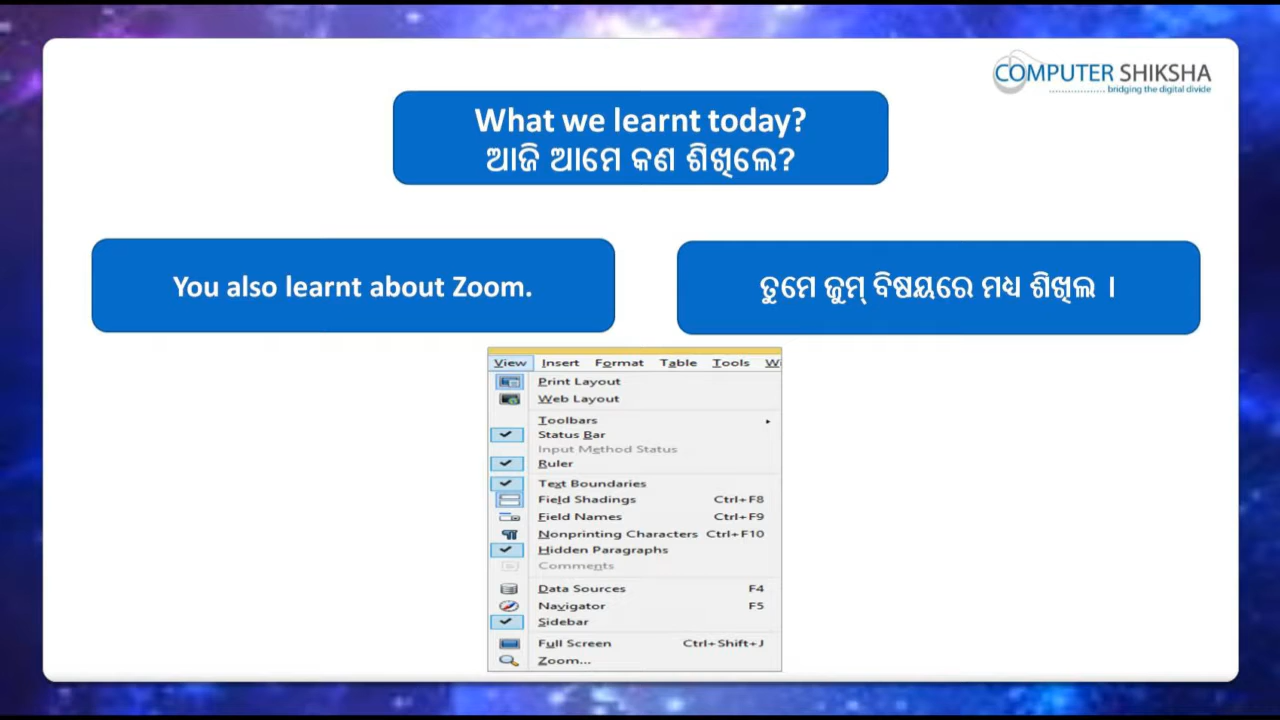 COMPUTER SHIKSHA
bridging the digital divide
What we learnt today?
ଆଜି ଆମେ କଣ ଶିଖିଲେ?
You also learnt about Zoom.
ତୁମେ ଜୁମ୍ ବିଷୟରେ ମଧ୍ୟ ଶିଖିଲ ।
View Insert Format Table Tools
Print Layout
Web Layout
Toolbars
Status Bar
Input Method Status
Ruler
Text Boundaries
Field Shadings Ctrl+F8
Field Names Ctrl+F9
Nonprinting Characters Ctrl+F10
Hidden Paragraphs
Comments
Data Sources F4
Navigator F5
Sidebar
Full Screen Ctrl+Shift+J
Zoom...